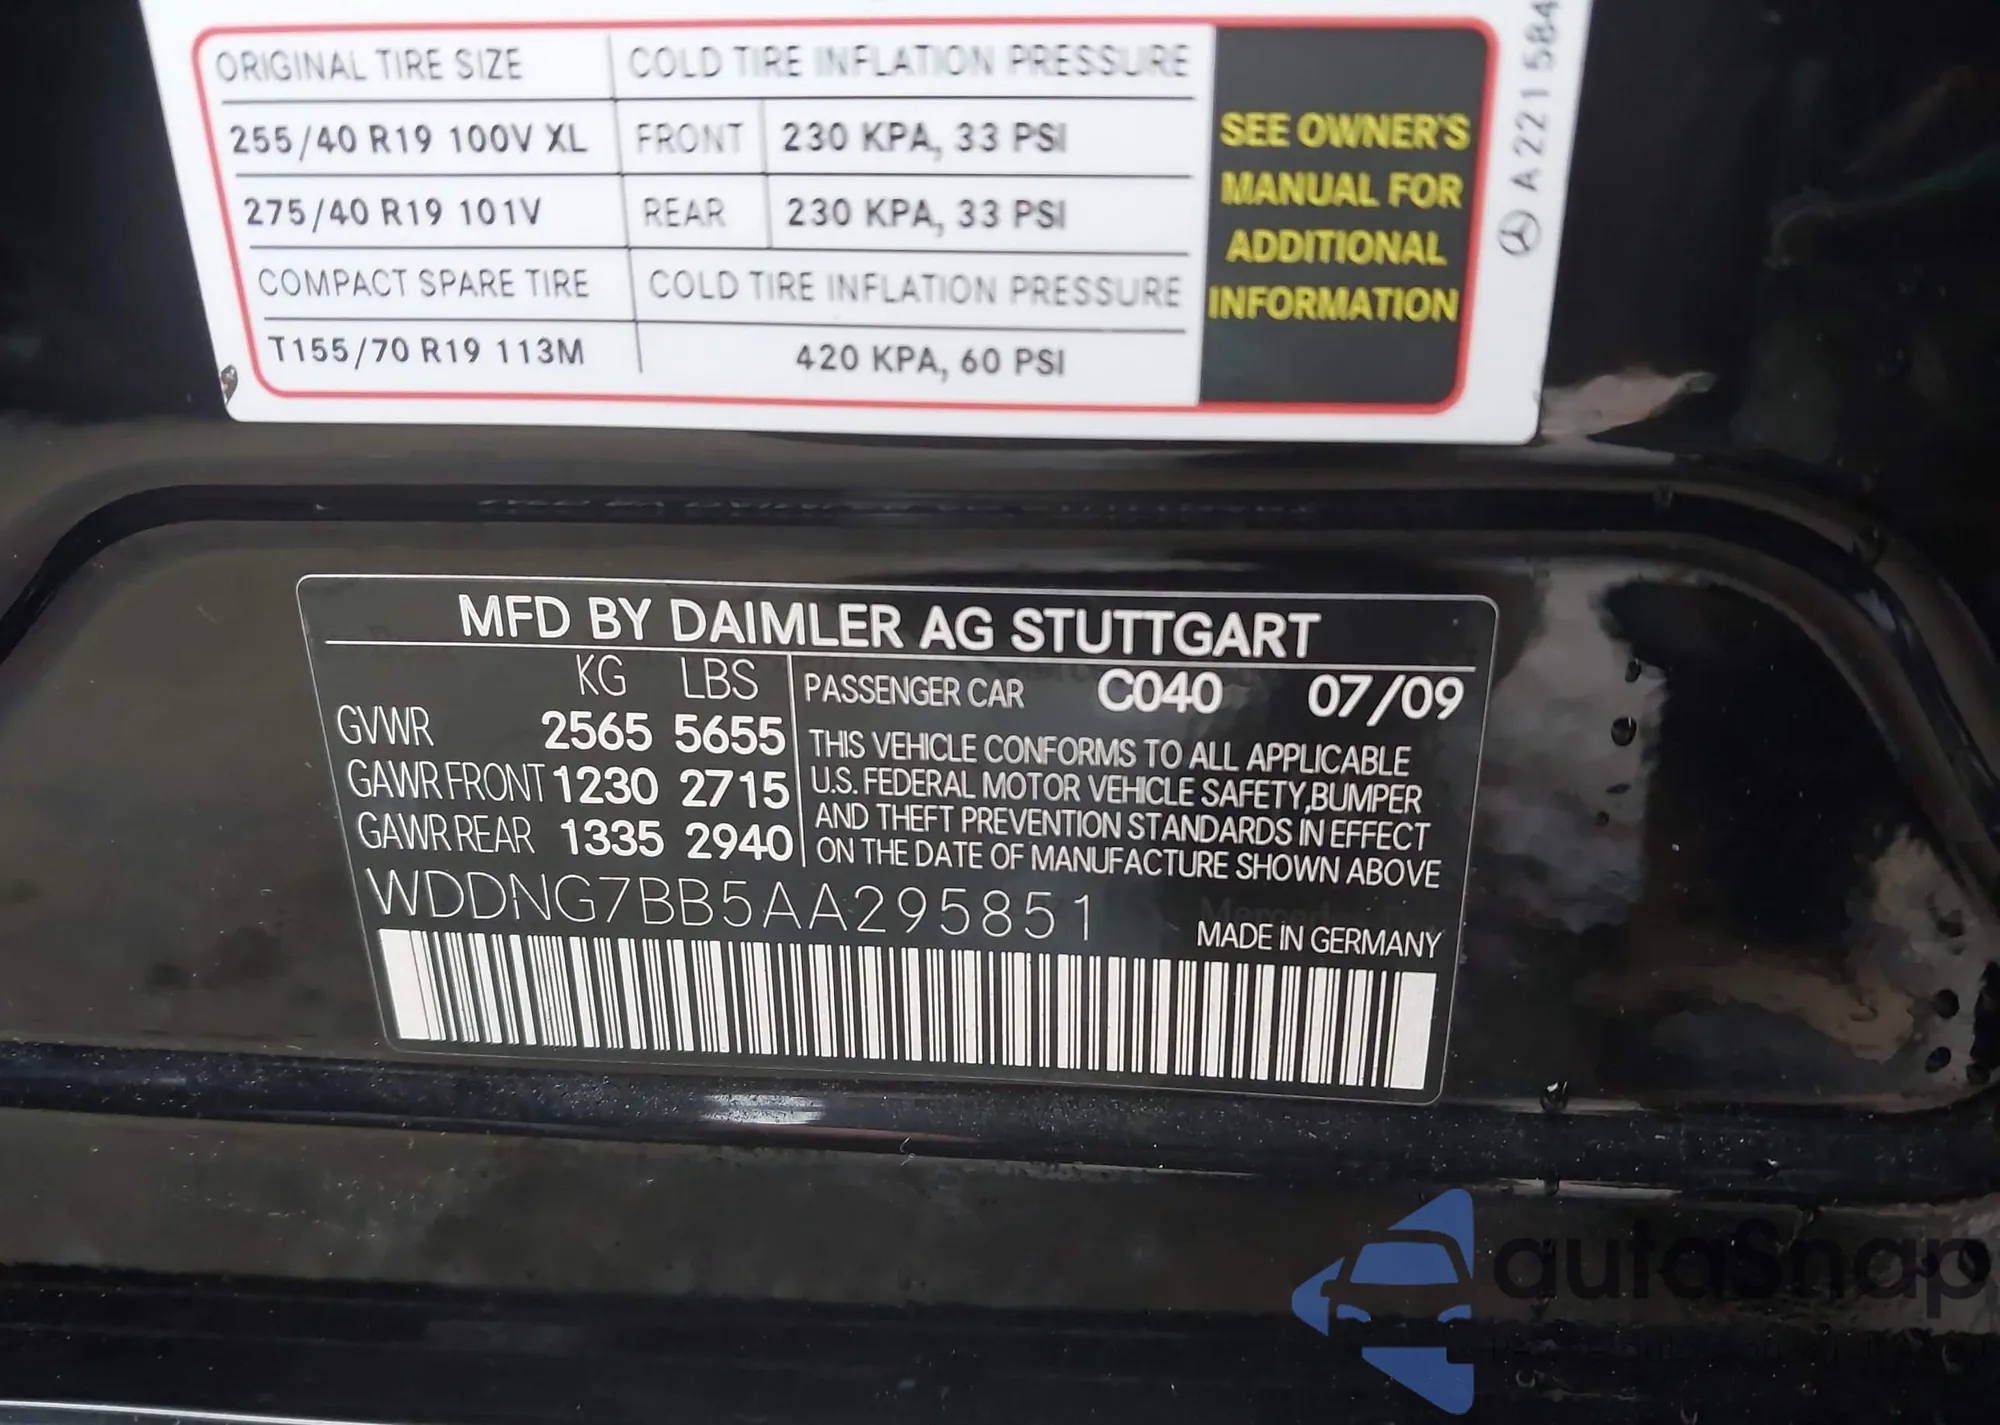 ORIGINAL TIRE SIZE COLD TIRE INFLATION PRESSURE
255/40 R19 100V XL FRONT 230 KPA, 33 PSI
275/40 R19 101V REAR 230 KPA, 33 PSI
COMPACT SPARE TIRE COLD TIRE INFLATION PRESSURE
T155/70 R19 113M 420 KPA, 60 PSI
SEE OWNER'S
MANUAL FOR
ADDITIONAL
INFORMATION
A 221 584
MFD BY DAIMLER AG STUTTGART
KG LBS
GVWR 2565 5655
GAWR FRONT 1230 2715
GAWR REAR 1335 2940
PASSENGER CAR C040 07/09
THIS VEHICLE CONFORMS TO ALL APPLICABLE
U.S. FEDERAL MOTOR VEHICLE SAFETY,BUMPER
AND THEFT PREVENTION STANDARDS IN EFFECT
ON THE DATE OF MANUFACTURE SHOWN ABOVE
WDDNG7BB5AA295851
MADE IN GERMANY
autoSnap